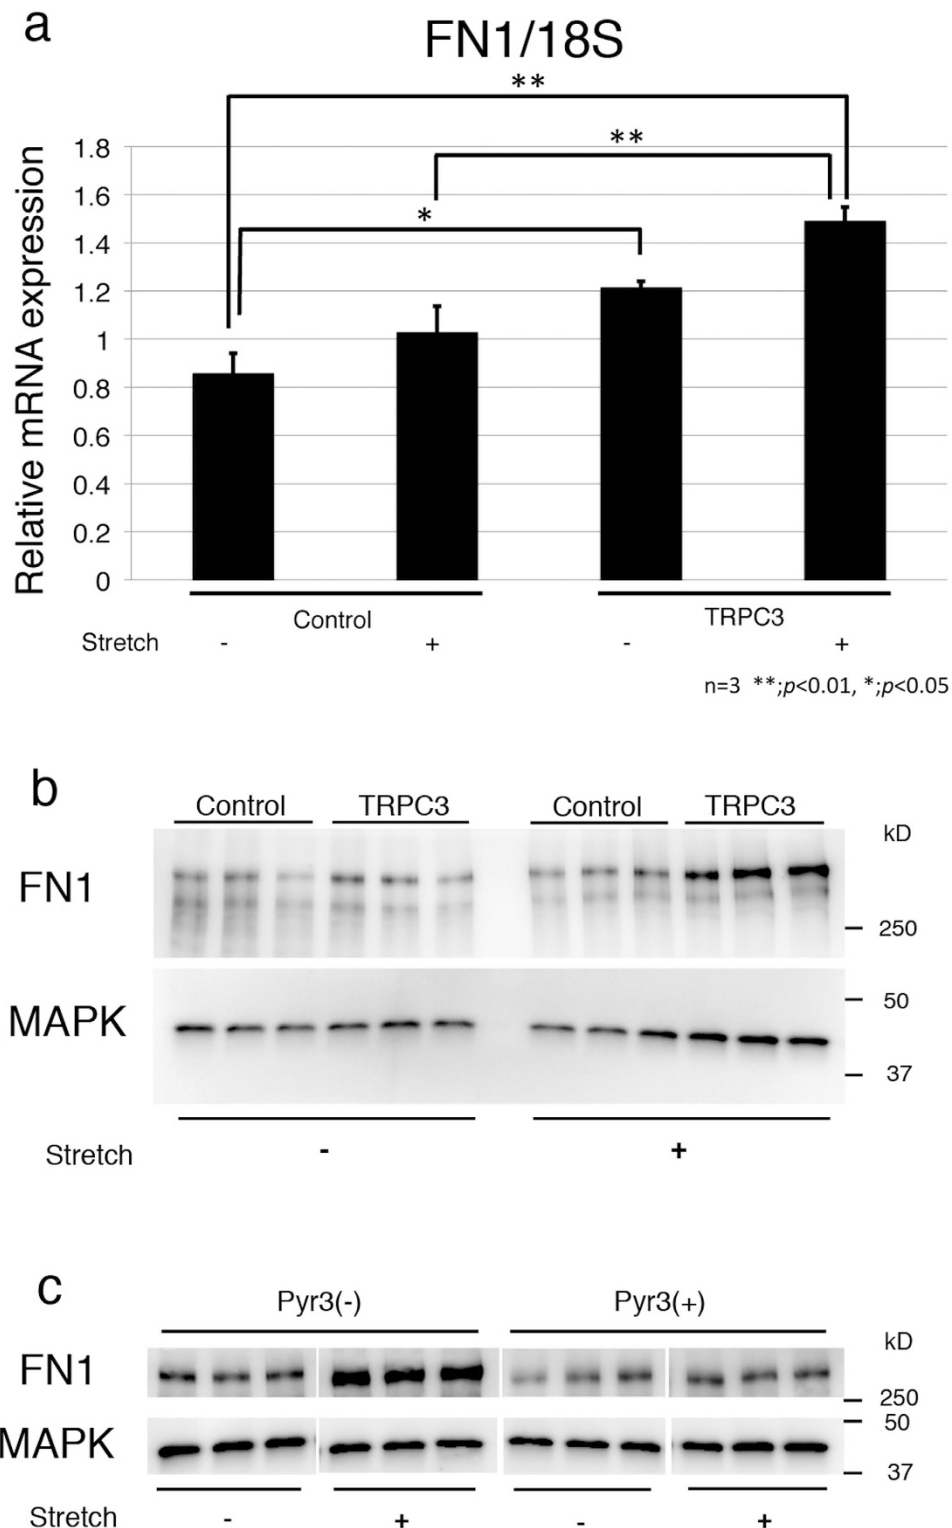 a
FN1/18S
**
**
*
Relative mRNA expression
1.8
1.6
1.4
1.2
1
0.8
0.6
0.4
0.2
0
Control TRPC3
Stretch - + - +
n=3 **;p<0.01, *;p<0.05
b
Control TRPC3 Control TRPC3
kD
FN1
250
MAPK
50
37
Stretch - +
c
Pyr3(-) Pyr3(+)
kD
FN1
250
50
MAPK
37
Stretch - + - +